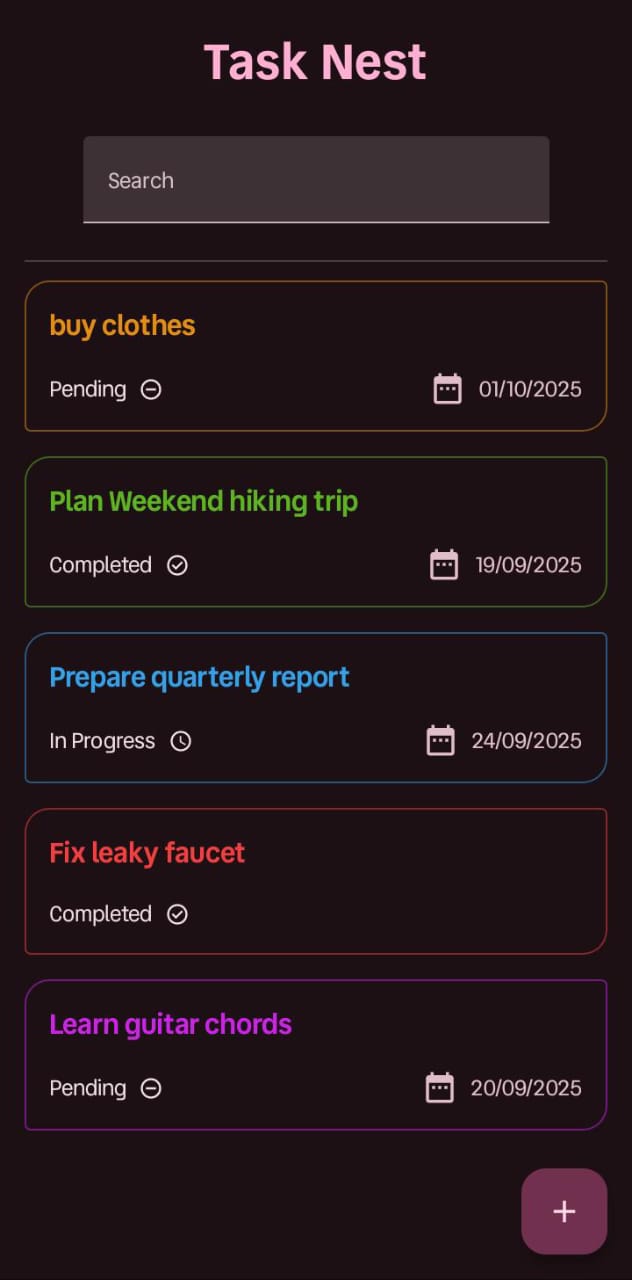 Task Nest
Search
buy clothes
Pending
01/10/2025
Plan Weekend hiking trip
Completed
19/09/2025
Prepare quarterly report
In Progress
24/09/2025
Fix leaky faucet
Completed
Learn guitar chords
Pending
20/09/2025
+